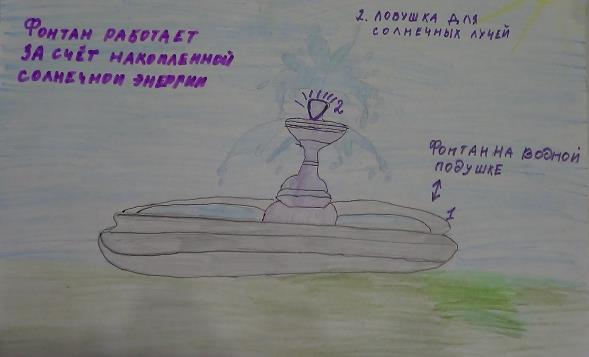 Фонтан работает
за счёт накопленной
солнечной энергии
2. ловушка для
солнечных лучей
2
Фонтан на водной
подушке
1